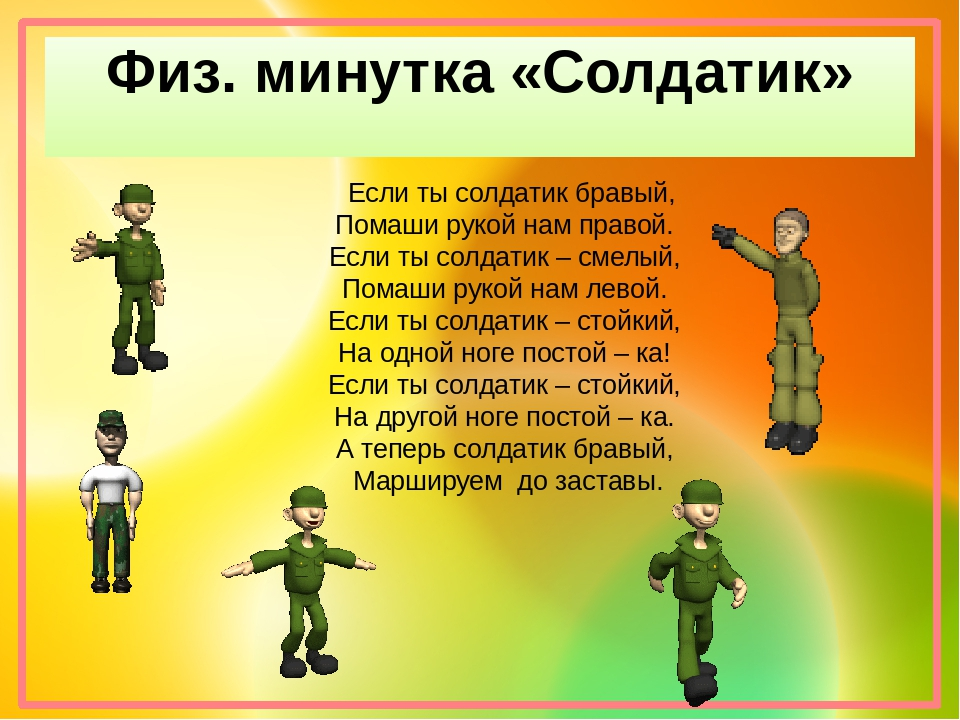 Физ. минутка «Солдатик»
Если ты солдатик бравый,
Помаши рукой нам правой.
Если ты солдатик – смелый,
Помаши рукой нам левой.
Если ты солдатик – стойкий,
На одной ноге постой – ка!
Если ты солдатик – стойкий,
На другой ноге постой – ка.
А теперь солдатик бравый,
Маршируем до заставы.